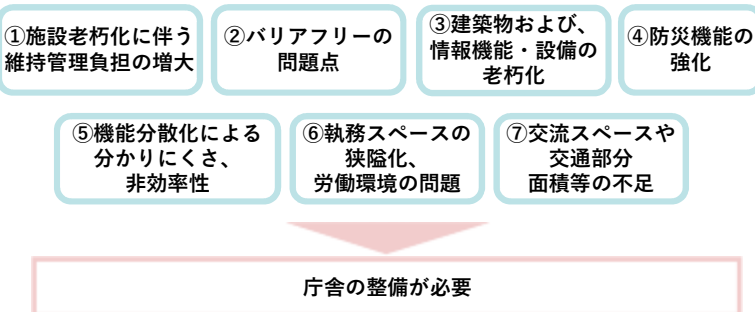 ①施設老朽化に伴う
維持管理負担の増大
②バリアフリーの
問題点
③建築物および、
情報機能・設備の
老朽化
④防災機能の
強化
⑤機能分散化による
分かりにくさ、
非効率性
⑥執務スペースの
狭隘化、
労働環境の問題
⑦交流スペースや
交通部分
面積等の不足
庁舎の整備が必要